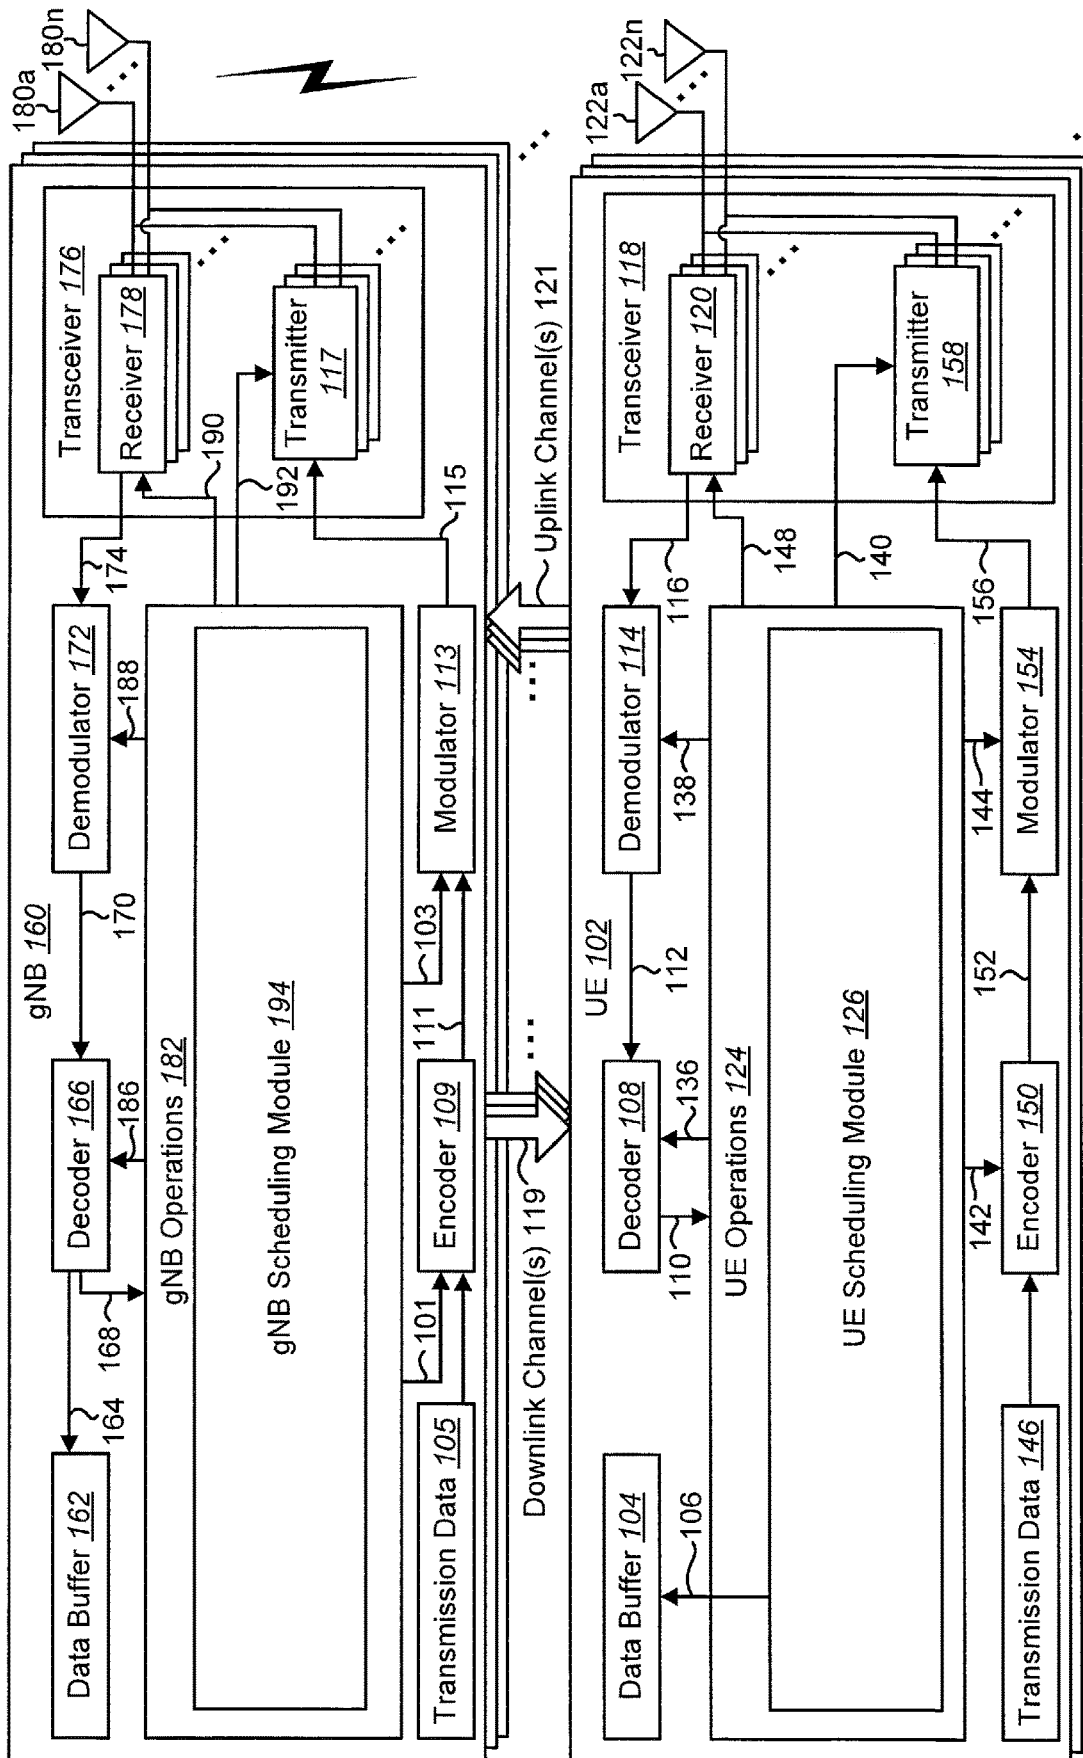 gNB 160
Data Buffer 162
164
Decoder 166
168
186
170
Demodulator 172
188
174
Transceiver 176
Receiver 178
190
180a
180n
gNB Operations 182
gNB Scheduling Module 194
192
Transmitter 117
Transmission Data 105
101
Encoder 109
111
103
Modulator 113
115
Downlink Channel(s) 119
Uplink Channel(s) 121
UE 102
Data Buffer 104
106
Decoder 108
110
136
112
Demodulator 114
138
116
Transceiver 118
Receiver 120
148
122a
122n
UE Operations 124
UE Scheduling Module 126
140
Transmitter 158
Transmission Data 146
142
Encoder 150
152
144
Modulator 154
156